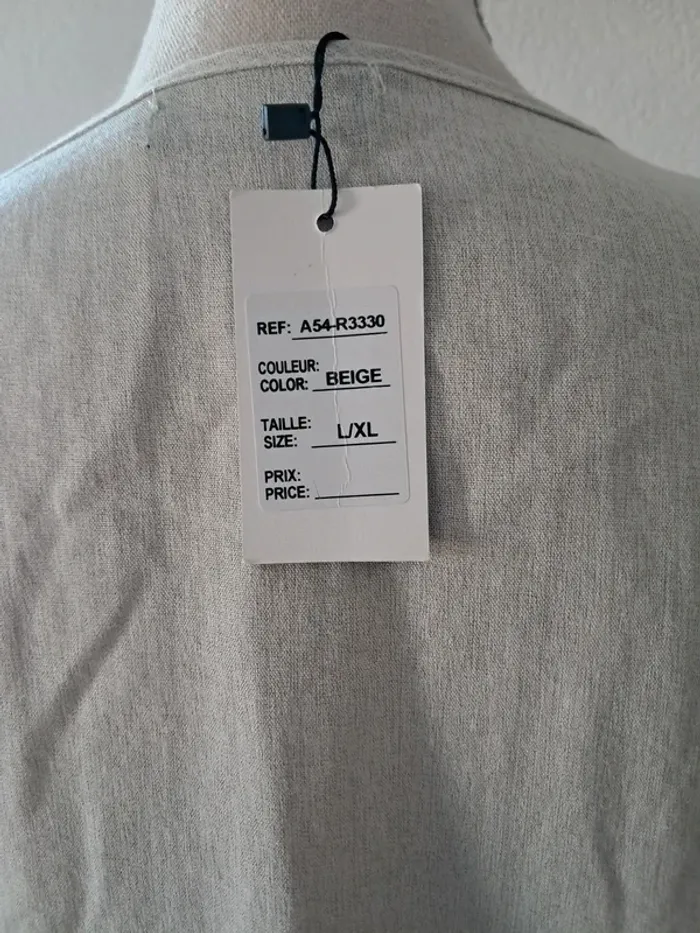 REF: A54-R3330
COULEUR:
COLOR: BEIGE
TAILLE:
SIZE: L/XL
PRIX:
PRICE: